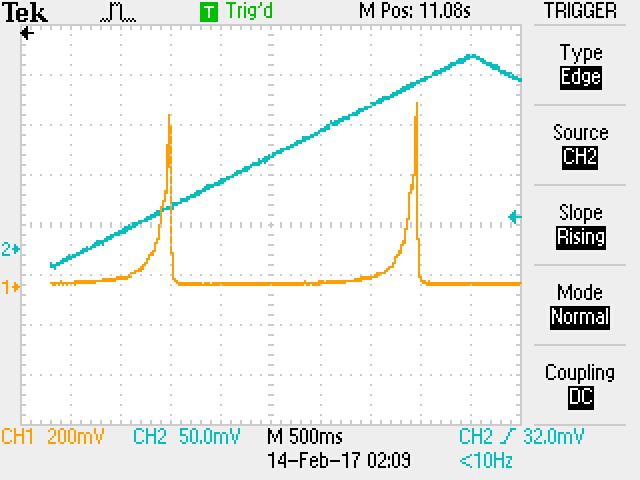 Tek T Trig'd M Pos: 11.08s TRIGGER
Type
Edge
Source
CH2
Slope
Rising
Mode
Normal
Coupling
DC
2
1
CH1 200mV CH2 50.0mV M 500ms CH2 32.0mV
14-Feb-17 02:09 <10Hz